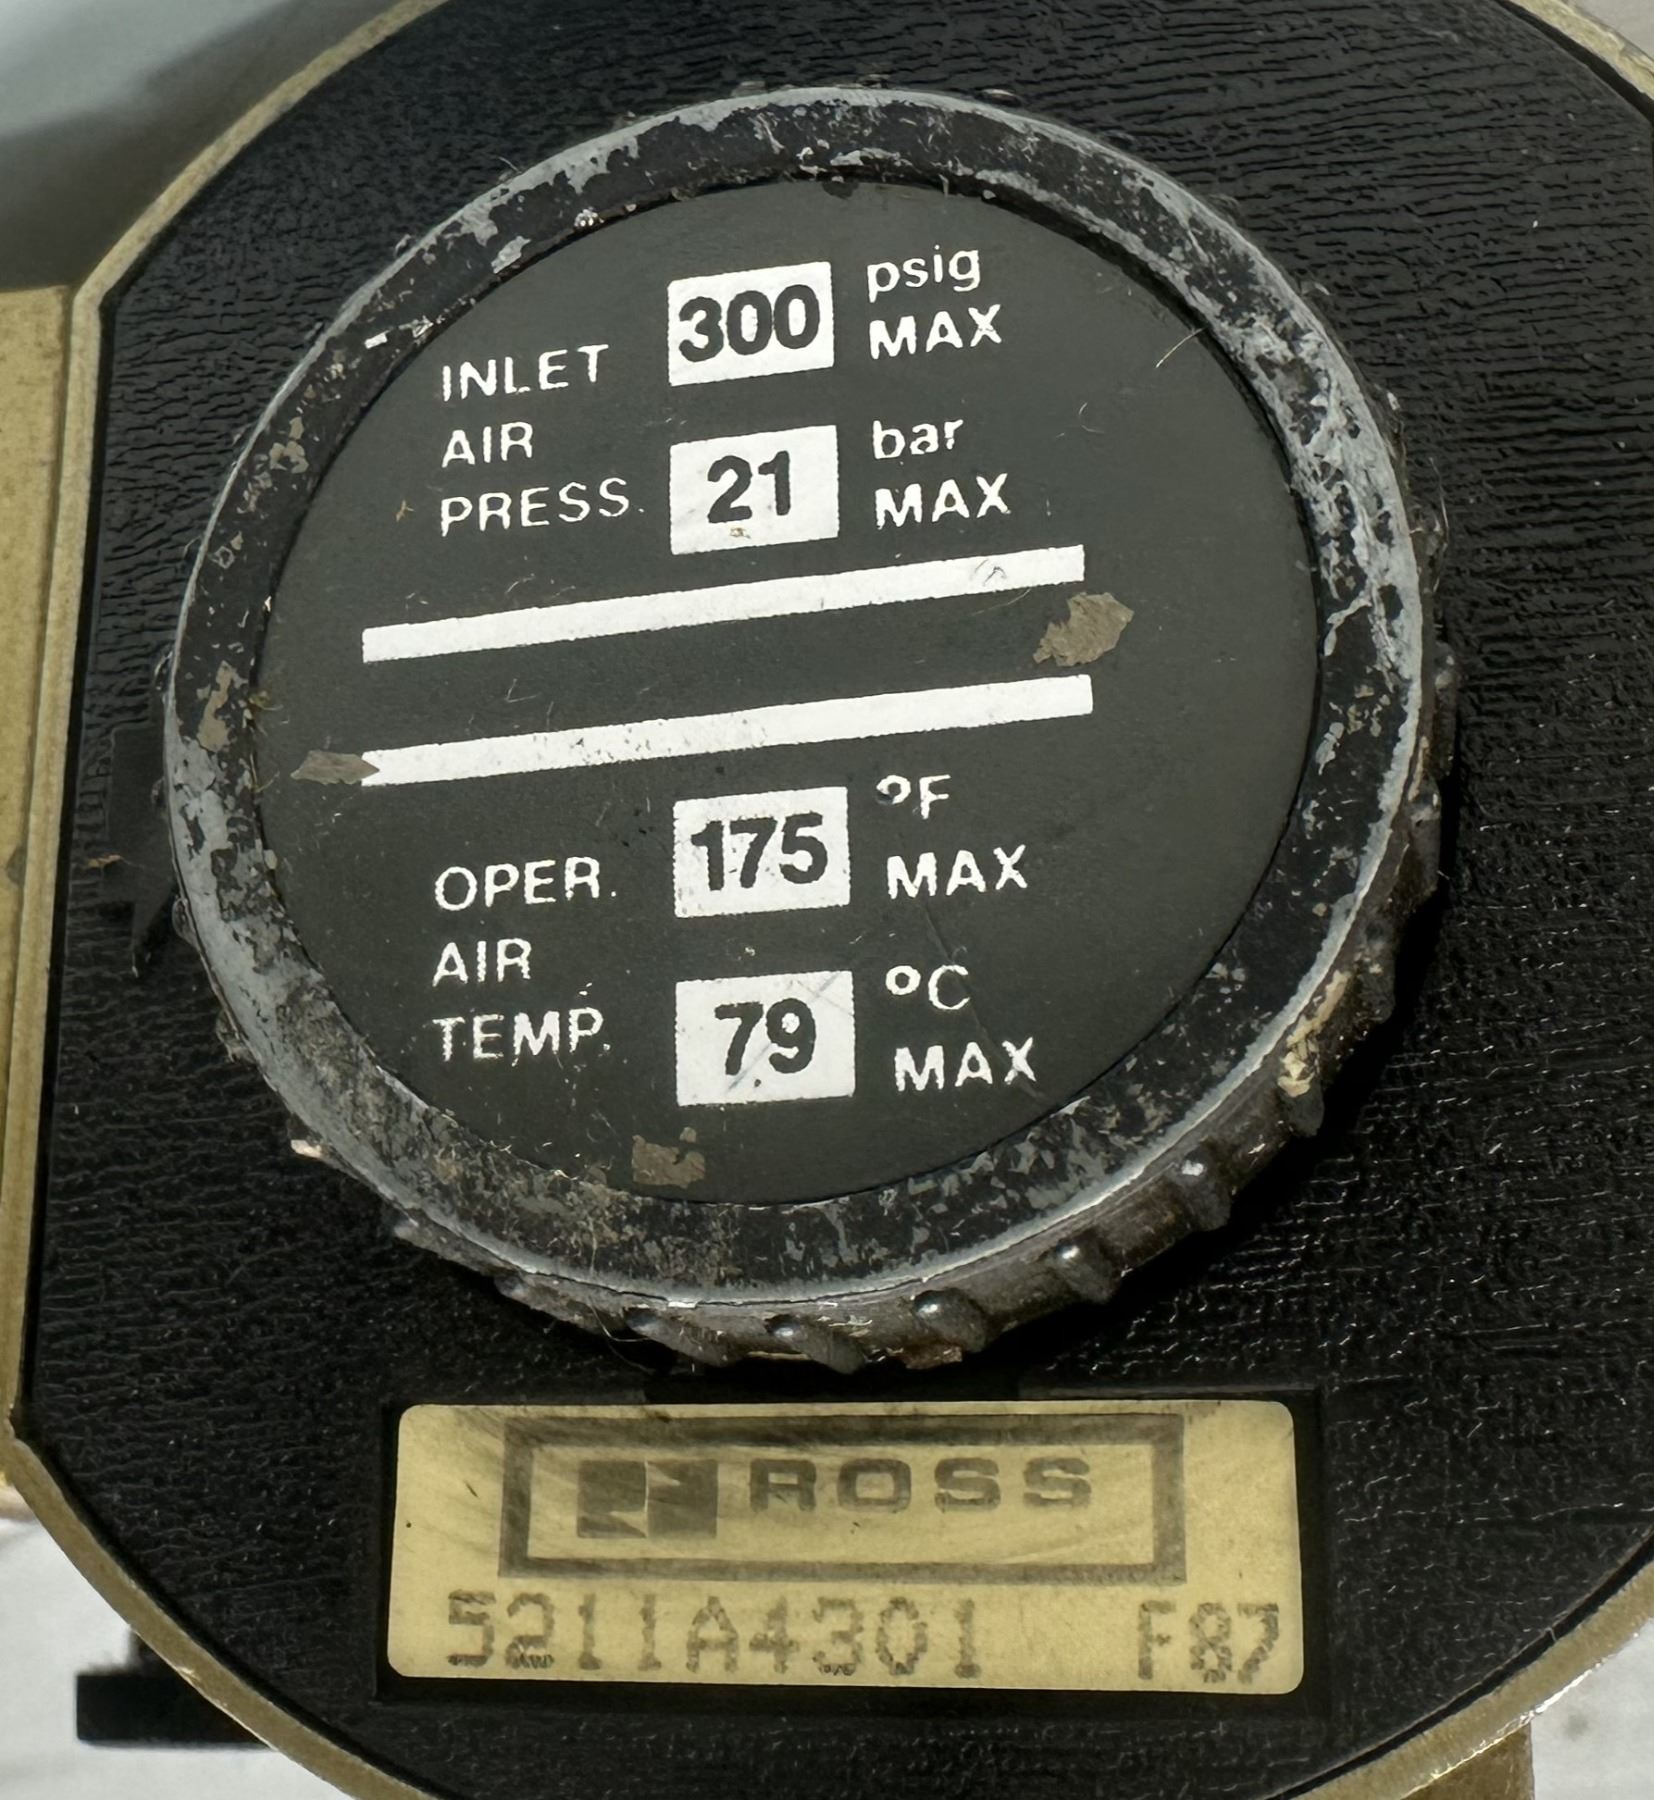 INLET AIR PRESS.
300 psig MAX
21 bar MAX
OPER. AIR TEMP.
175 °F MAX
79 °C MAX
ROSS
5211A4301 F87